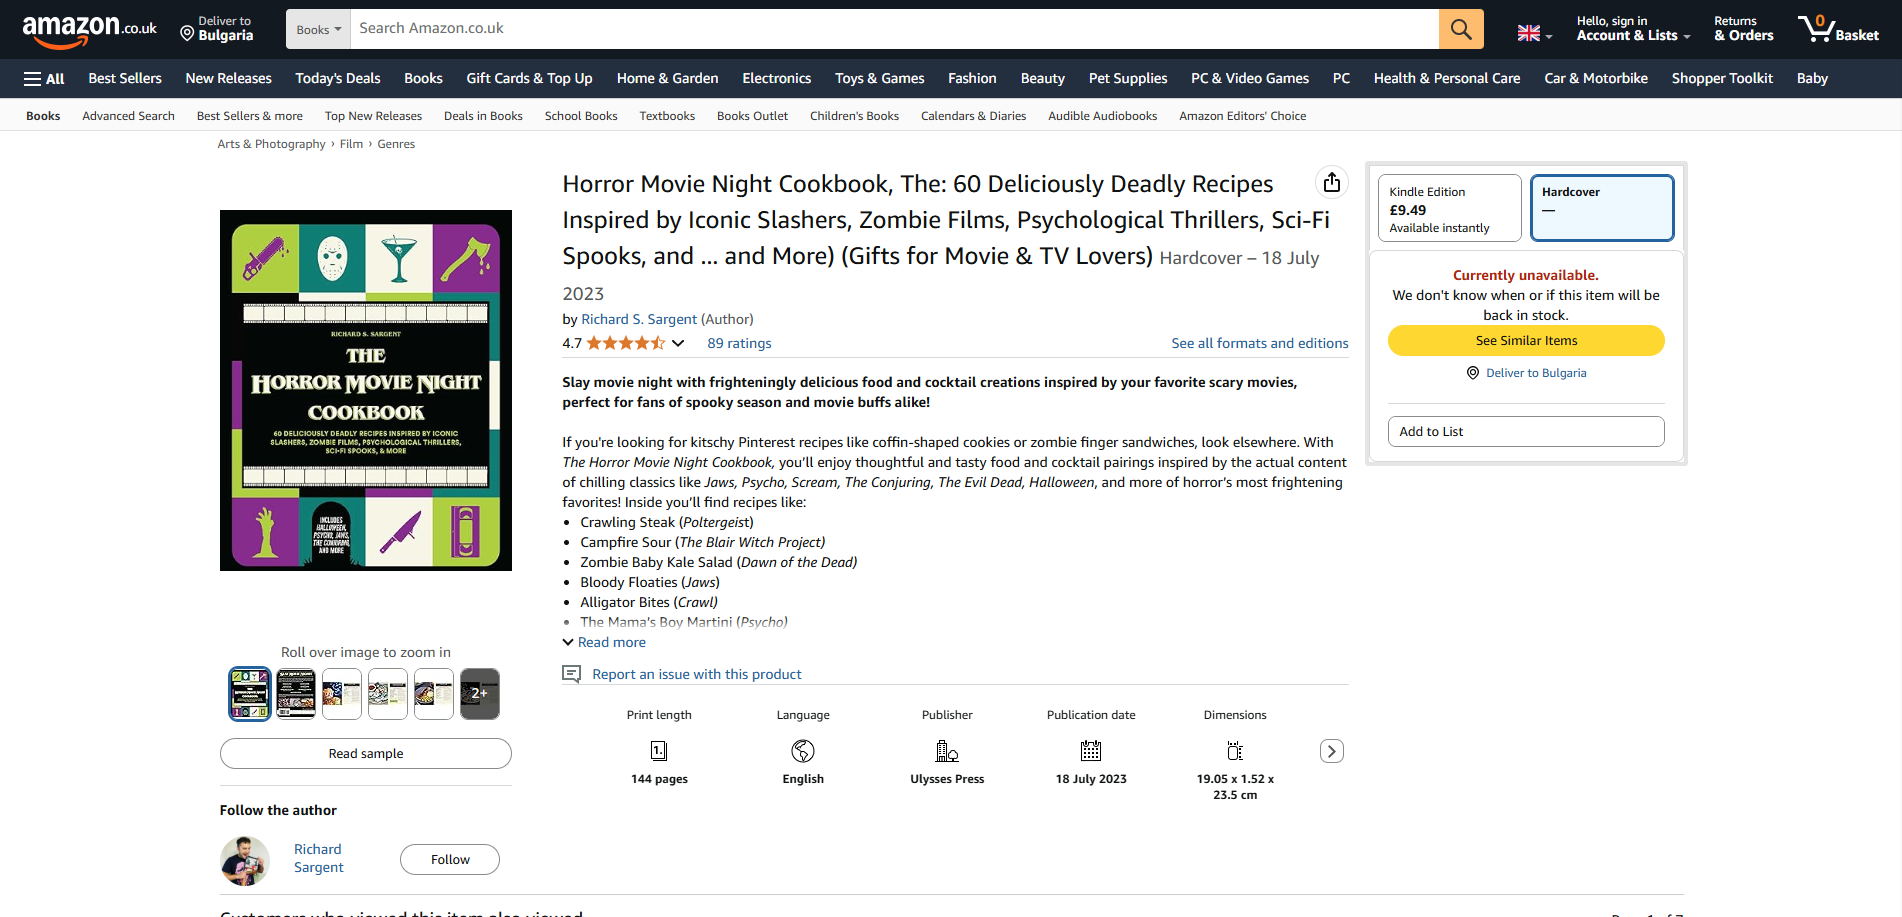 amazon.co.uk
Deliver to
Bulgaria
Books
Search Amazon.co.uk
Hello, sign in
Account & Lists
Returns
& Orders
0
Basket
All
Best Sellers
New Releases
Today's Deals
Books
Gift Cards & Top Up
Home & Garden
Electronics
Toys & Games
Fashion
Beauty
Pet Supplies
PC & Video Games
PC
Health & Personal Care
Car & Motorbike
Shopper Toolkit
Baby
Books
Advanced Search
Best Sellers & more
Top New Releases
Deals in Books
School Books
Textbooks
Books Outlet
Children's Books
Calendars & Diaries
Audible Audiobooks
Amazon Editors' Choice
Arts & Photography › Film › Genres
RICHARD S. SARGENT
THE
HORROR MOVIE NIGHT
COOKBOOK
60 DELICIOUSLY DEADLY RECIPES INSPIRED BY ICONIC
SLASHERS, ZOMBIE FILMS, PSYCHOLOGICAL THRILLERS,
SCI-FI SPOOKS, & MORE
INCLUDES
HALLOWEEN,
PSYCHO, JAWS,
THE CONJURING,
AND MORE
Roll over image to zoom in
2+
Read sample
Follow the author
Richard
Sargent
Follow
Horror Movie Night Cookbook, The: 60 Deliciously Deadly Recipes
Inspired by Iconic Slashers, Zombie Films, Psychological Thrillers, Sci-Fi
Spooks, and ... and More) (Gifts for Movie & TV Lovers) Hardcover – 18 July
2023
by Richard S. Sargent (Author)
4.7
89 ratings
See all formats and editions
Slay movie night with frighteningly delicious food and cocktail creations inspired by your favorite scary movies,
perfect for fans of spooky season and movie buffs alike!
If you're looking for kitschy Pinterest recipes like coffin-shaped cookies or zombie finger sandwiches, look elsewhere. With
The Horror Movie Night Cookbook, you’ll enjoy thoughtful and tasty food and cocktail pairings inspired by the actual content
of chilling classics like Jaws, Psycho, Scream, The Conjuring, The Evil Dead, Halloween, and more of horror’s most frightening
favorites! Inside you’ll find recipes like:
• Crawling Steak (Poltergeist)
• Campfire Sour (The Blair Witch Project)
• Zombie Baby Kale Salad (Dawn of the Dead)
• Bloody Floaties (Jaws)
• Alligator Bites (Crawl)
• The Mama’s Boy Martini (Psycho)
Read more
Report an issue with this product
Print length
144 pages
Language
English
Publisher
Ulysses Press
Publication date
18 July 2023
Dimensions
19.05 x 1.52 x
23.5 cm
Kindle Edition
£9.49
Available instantly
Hardcover
—
Currently unavailable.
We don't know when or if this item will be
back in stock.
See Similar Items
Deliver to Bulgaria
Add to List
Customers who viewed this item also viewed
Page 1 of 7